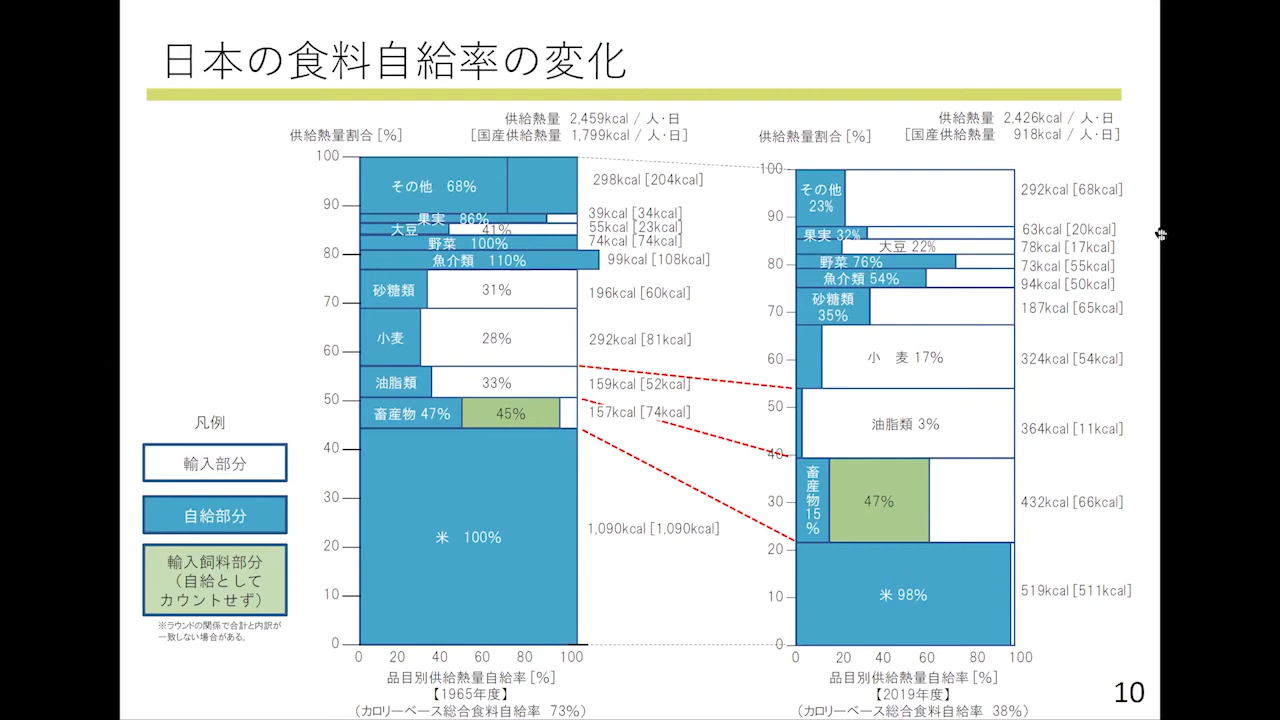 日本の食料自給率の変化
供給熱量 2,459kcal / 人・日
供給熱量割合 [%]
[国産供給熱量 1,799kcal / 人・日]
100
90
80
70
60
50
40
30
20
10
0
その他 68%
果実 86%
大豆 41%
野菜 100%
魚介類 110%
砂糖類 31%
小麦 28%
油脂類 33%
畜産物 47% 45%
米 100%
298kcal [204kcal]
39kcal [34kcal]
55kcal [23kcal]
74kcal [74kcal]
99kcal [108kcal]
196kcal [60kcal]
292kcal [81kcal]
159kcal [52kcal]
157kcal [74kcal]
1,090kcal [1,090kcal]
0 20 40 60 80 100
品目別供給熱量自給率 [%]
【1965年度】
(カロリーベース総合食料自給率 73%)
供給熱量 2,426kcal / 人・日
供給熱量割合 [%]
[国産供給熱量 918kcal / 人・日]
100
90
80
70
60
50
40
30
20
10
0
その他
23%
果実 32%
大豆 22%
野菜 76%
魚介類 54%
砂糖類
35%
小 麦 17%
油脂類 3%
畜産物15%
47%
米 98%
292kcal [68kcal]
63kcal [20kcal]
78kcal [17kcal]
73kcal [55kcal]
94kcal [50kcal]
187kcal [65kcal]
324kcal [54kcal]
364kcal [11kcal]
432kcal [66kcal]
519kcal [511kcal]
0 20 40 60 80 100
品目別供給熱量自給率 [%]
【2019年度】
(カロリーベース総合食料自給率 38%)
凡例
輸入部分
自給部分
輸入飼料部分
(自給として
カウントせず)
※ラウンドの関係で合計と内訳が
一致しない場合がある。
10